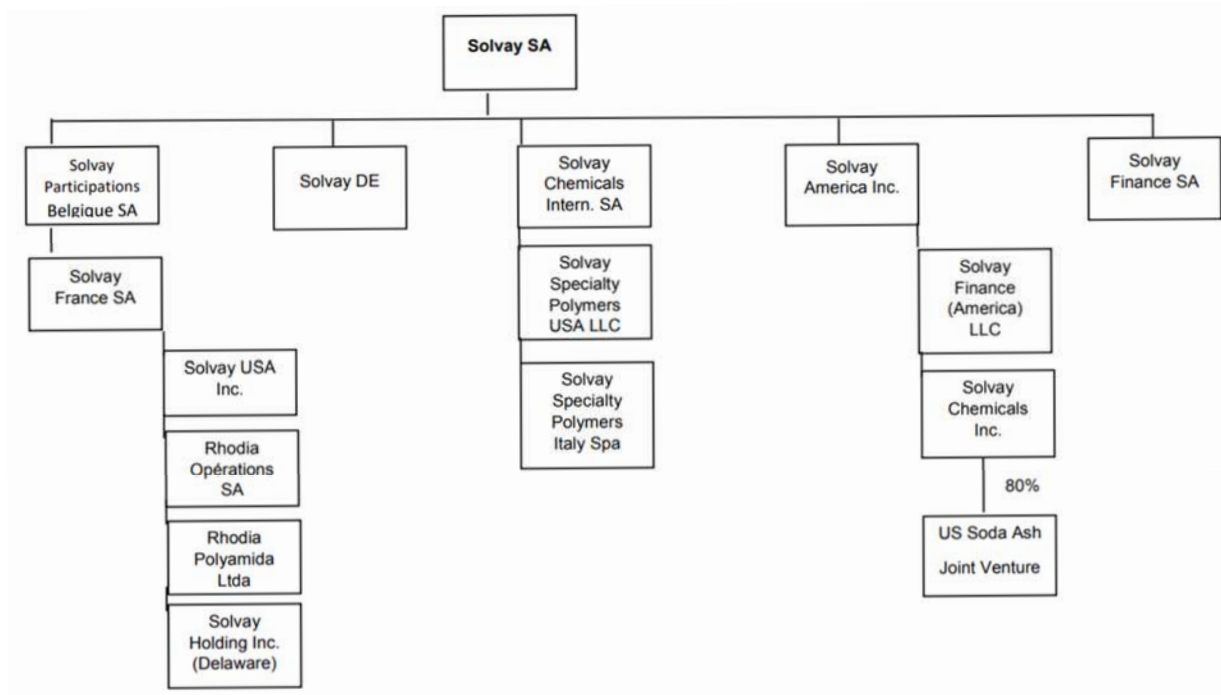 Solvay SA
Solvay
Participations
Belgique SA
Solvay DE
Solvay
Chemicals
Intern. SA
Solvay
America Inc.
Solvay
Finance SA
Solvay
France SA
Solvay
Specialty
Polymers
USA LLC
Solvay
Finance
(America)
LLC
Solvay USA
Inc.
Solvay
Specialty
Polymers
Italy Spa
Solvay
Chemicals
Inc.
Rhodia
Opérations
SA
80%
Rhodia
Polyamida
Ltda
US Soda Ash
Joint Venture
Solvay
Holding Inc.
(Delaware)